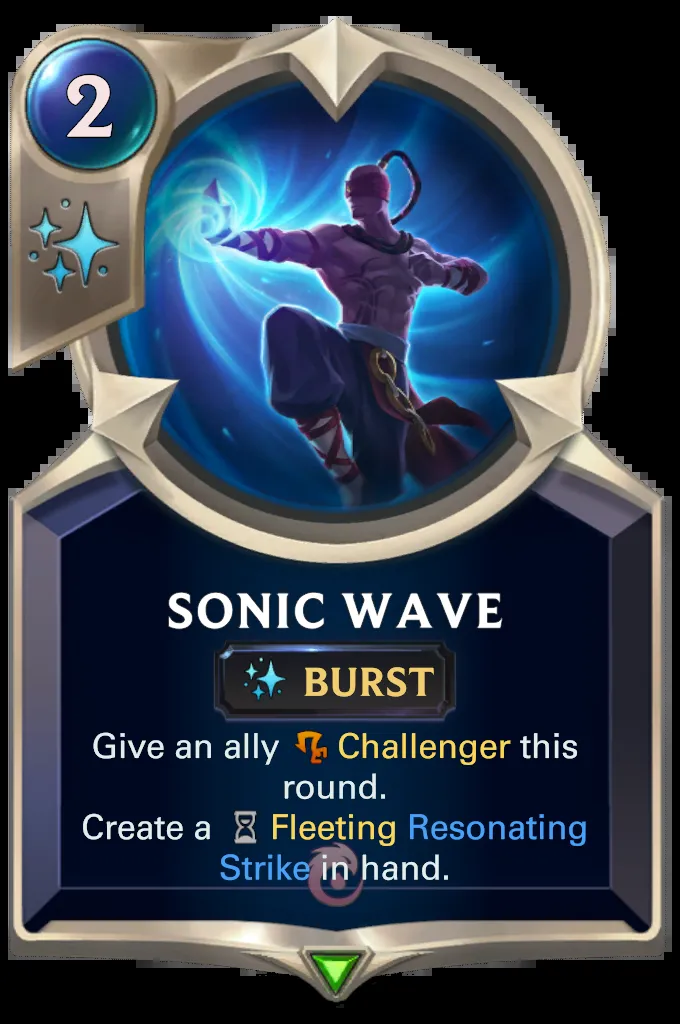 2
SONIC WAVE
BURST
Give an ally Challenger this
round.
Create a Fleeting Resonating
Strike in hand.